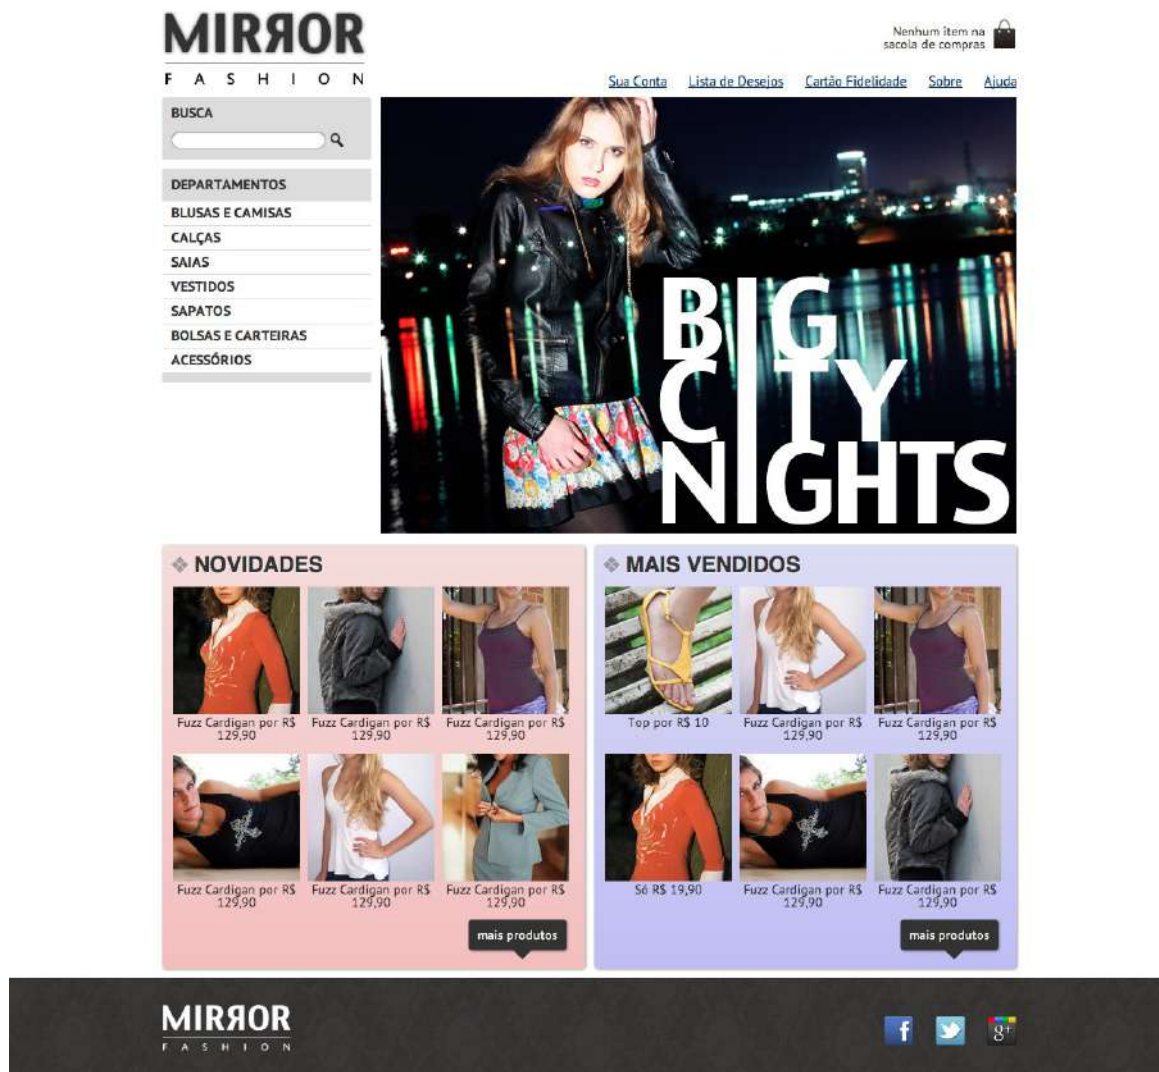 MIRЯOR
FASHION
Nenhum item na
sacola de compras
Sua Conta Lista de Desejos Cartão Fidelidade Sobre Ajuda
BUSCA
DEPARTAMENTOS
BLUSAS E CAMISAS
CALÇAS
SAIAS
VESTIDOS
SAPATOS
BOLSAS E CARTEIRAS
ACESSÓRIOS
BIG
CITY
NIGHTS
NOVIDADES
Fuzz Cardigan por R$
129,90
Fuzz Cardigan por R$
129,90
Fuzz Cardigan por R$
129,90
Fuzz Cardigan por R$
129,90
Fuzz Cardigan por R$
129,90
Fuzz Cardigan por R$
129,90
mais produtos
MAIS VENDIDOS
Top por R$ 10
Fuzz Cardigan por R$
129,90
Fuzz Cardigan por R$
129,90
Só R$ 19,90
Fuzz Cardigan por R$
129,90
Fuzz Cardigan por R$
129,90
mais produtos
MIRЯOR
FASHION
f
g+